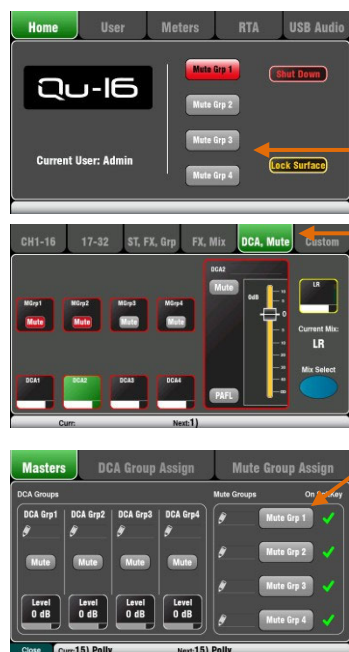 Home User Meters RTA USB Audio
Qu-16
Current User: Admin
Mute Grp 1
Mute Grp 2
Mute Grp 3
Mute Grp 4
Shut Down
Lock Surface
CH1-16 17-32 ST, FX, Grp FX, Mix DCA, Mute Custom
MGrp1 MGrp2 MGrp3 MGrp4
Mute Mute Mute Mute
DCA1 DCA2 DCA3 DCA4
DCA2
Mute
0dB
0
PAFL
LR
Current Mix:
LR
Mix Select
Curr: Next:1)
Masters DCA Group Assign Mute Group Assign
DCA Groups Mute Groups On
DCA Grp1 DCA Grp2 DCA Grp3 DCA Grp4
Mute Mute Mute Mute
Level Level Level Level
0 dB 0 dB 0 dB 0 dB
Mute Grp 1
Mute Grp 2
Mute Grp 3
Mute Grp 4
Close Curr:15) Polly Next:15) Polly